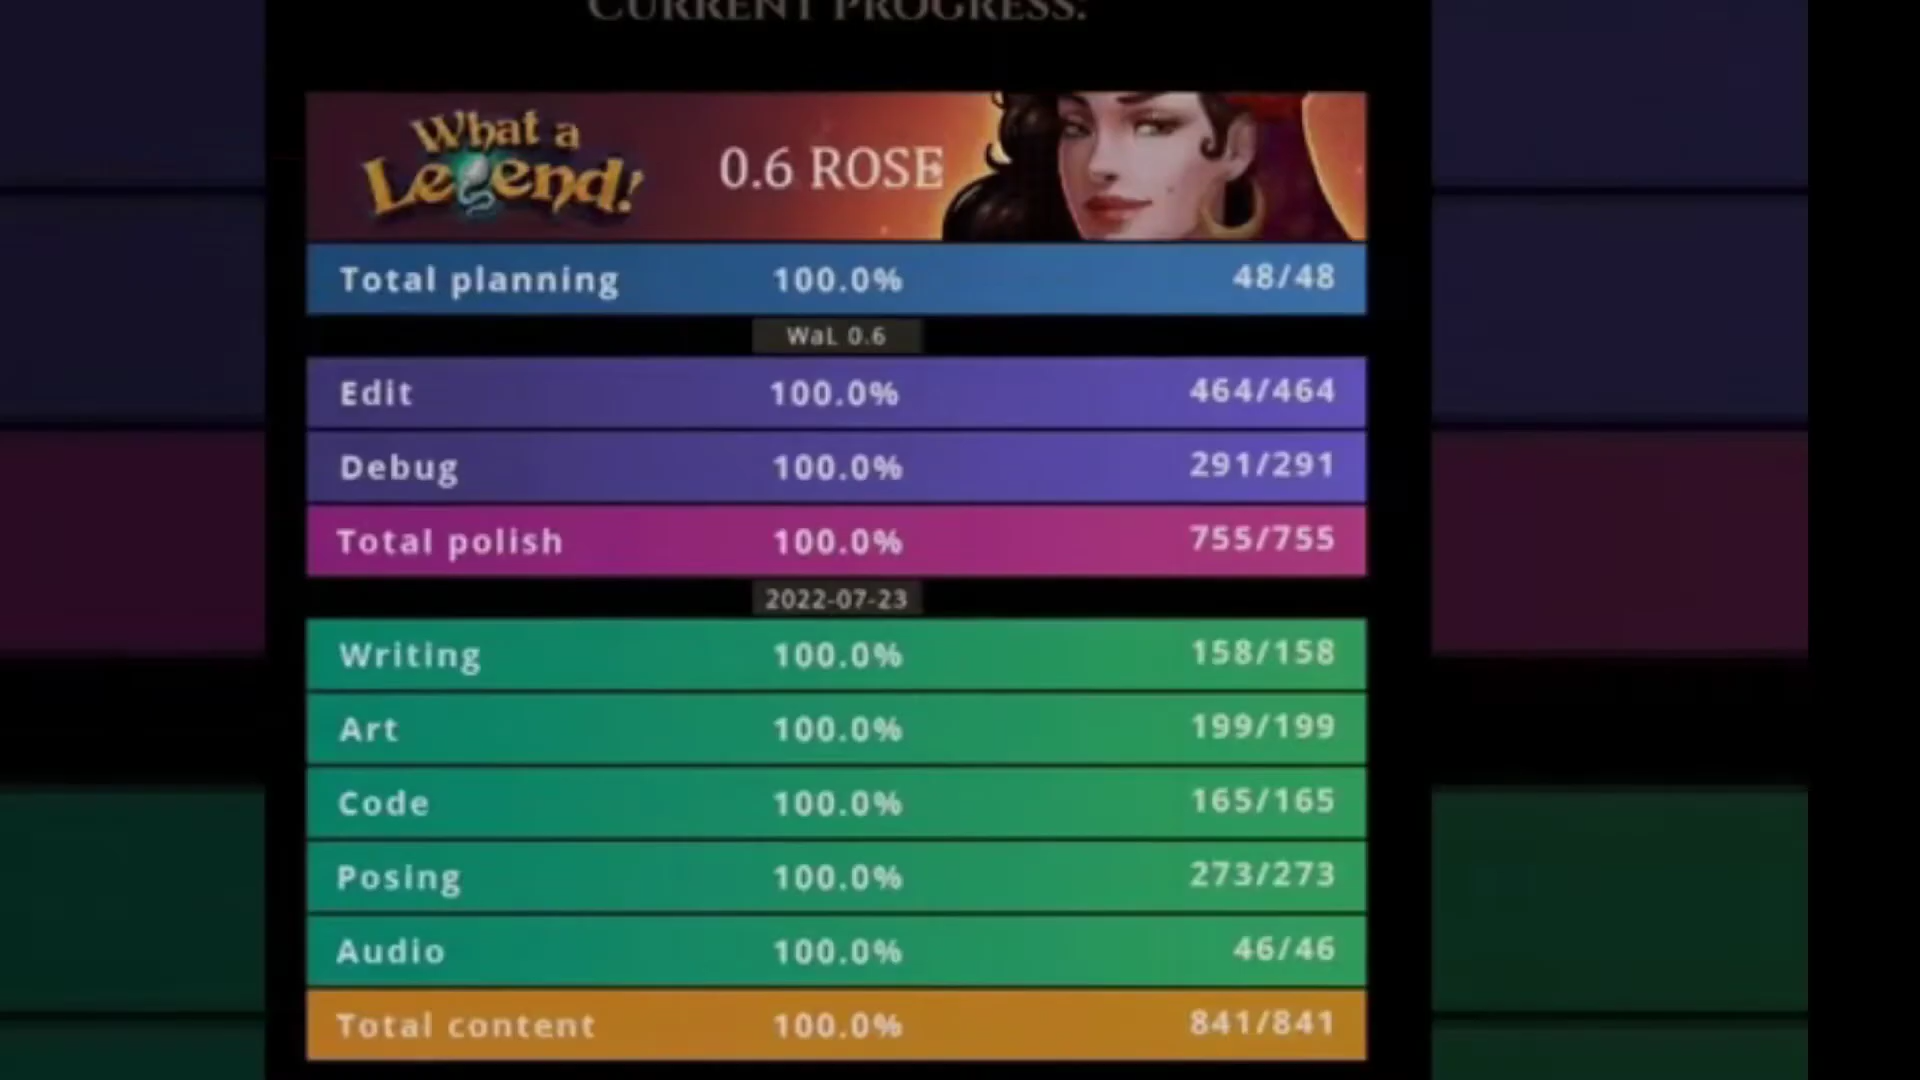 CURRENT PROGRESS:
What a
Legend!
0.6 ROSE
Total planning 100.0% 48/48
WaL 0.6
Edit 100.0% 464/464
Debug 100.0% 291/291
Total polish 100.0% 755/755
2022-07-23
Writing 100.0% 158/158
Art 100.0% 199/199
Code 100.0% 165/165
Posing 100.0% 273/273
Audio 100.0% 46/46
Total content 100.0% 841/841